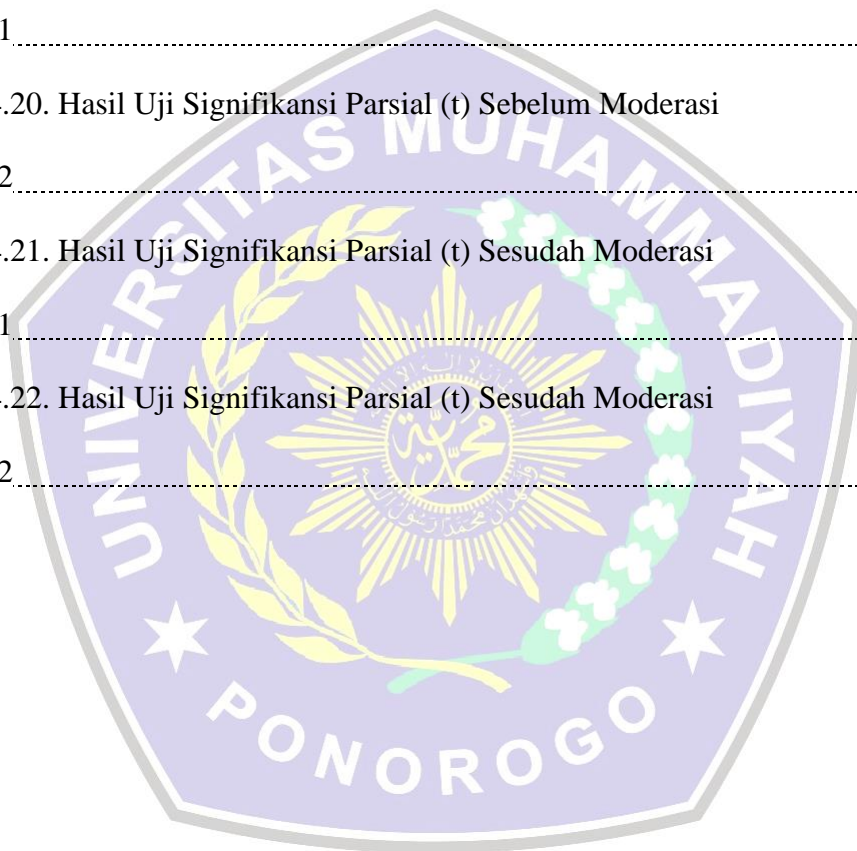 1
.20. Hasil Uji Signifikansi Parsial (t) Sebelum Moderasi
2
.21. Hasil Uji Signifikansi Parsial (t) Sesudah Moderasi
1
.22. Hasil Uji Signifikansi Parsial (t) Sesudah Moderasi
2
UNIVERSITAS MUHAMMADIYAH
PONOROGO